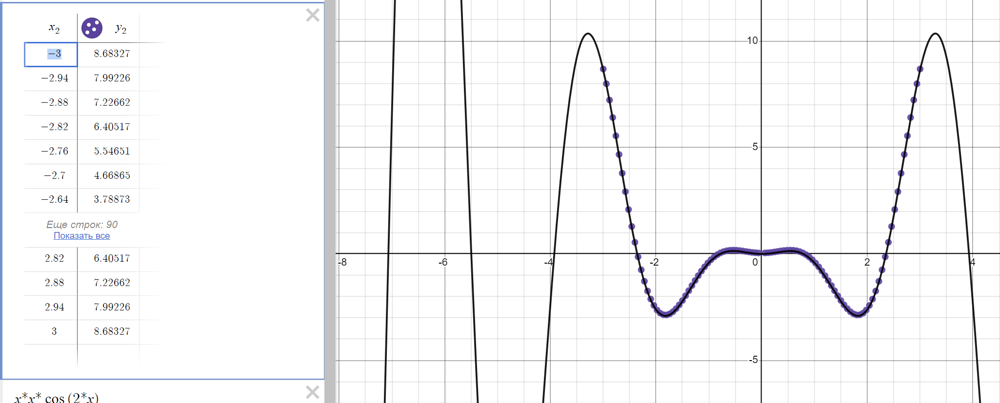 x₂ y₂
−3 8.68327
−2.94 7.99226
−2.88 7.22662
−2.82 6.40517
−2.76 5.54651
−2.7 4.66865
−2.64 3.78873
Еще строк: 90
Показать все
2.82 6.40517
2.88 7.22662
2.94 7.99226
3 8.68327
x*x* cos (2*x)
10
5
-8 -6 -4 -2 0 2 4
-5